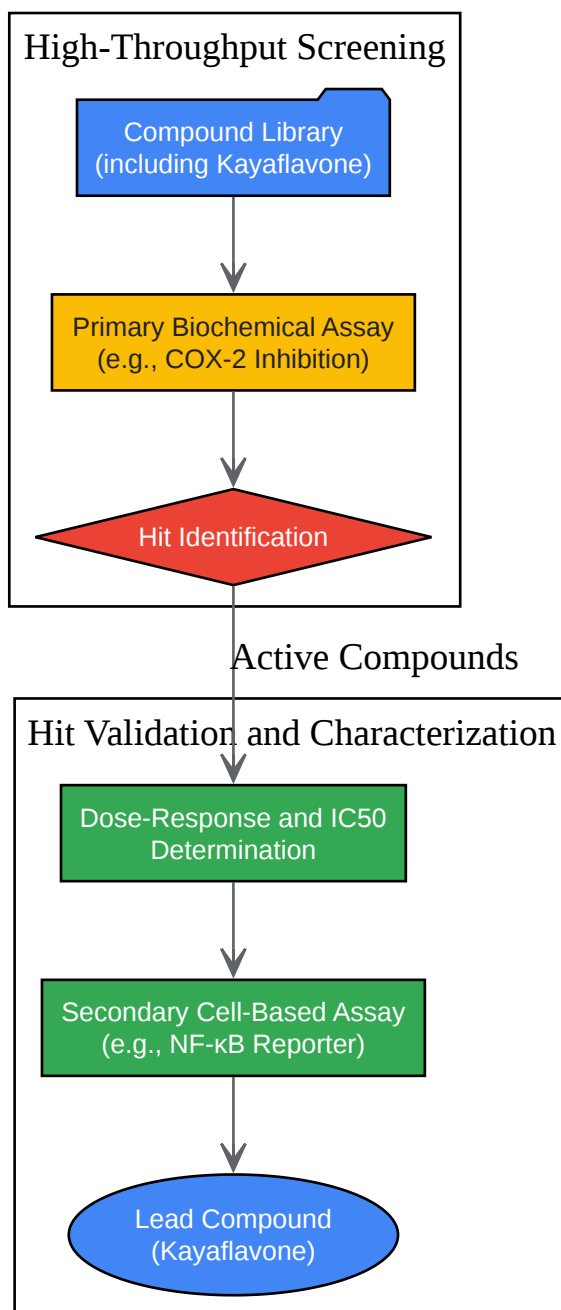 High-Throughput Screening
Compound Library
(including Kayaflavone)
Primary Biochemical Assay
(e.g., COX-2 Inhibition)
Hit Identification
Active Compounds
Hit Validation and Characterization
Dose-Response and IC50
Determination
Secondary Cell-Based Assay
(e.g., NF-κB Reporter)
Lead Compound
(Kayaflavone)